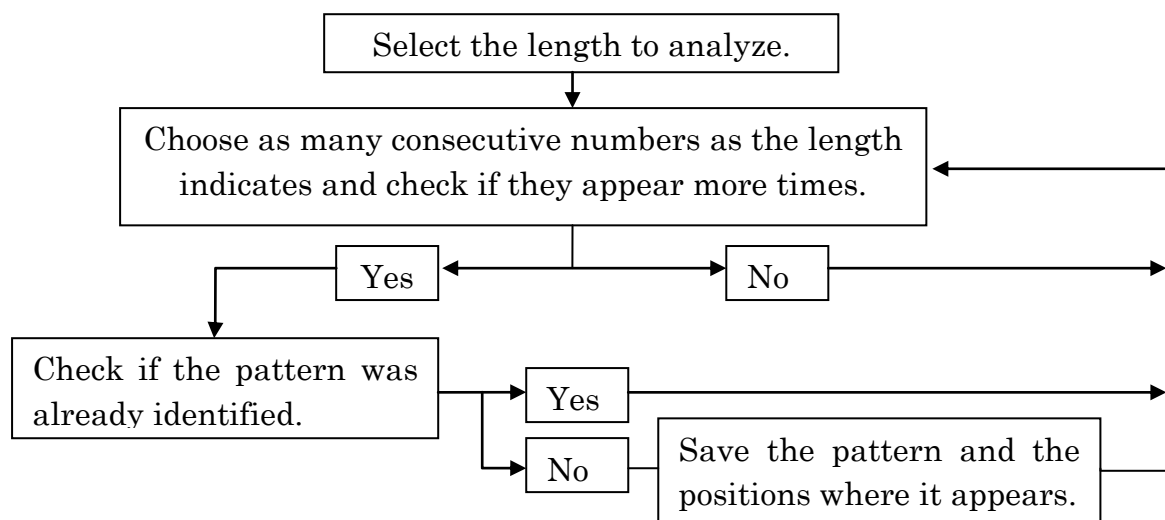 Select the length to analyze.
Choose as many consecutive numbers as the length
indicates and check if they appear more times.
Yes
No
Check if the pattern was
already identified.
Yes
No
Save the pattern and the
positions where it appears.